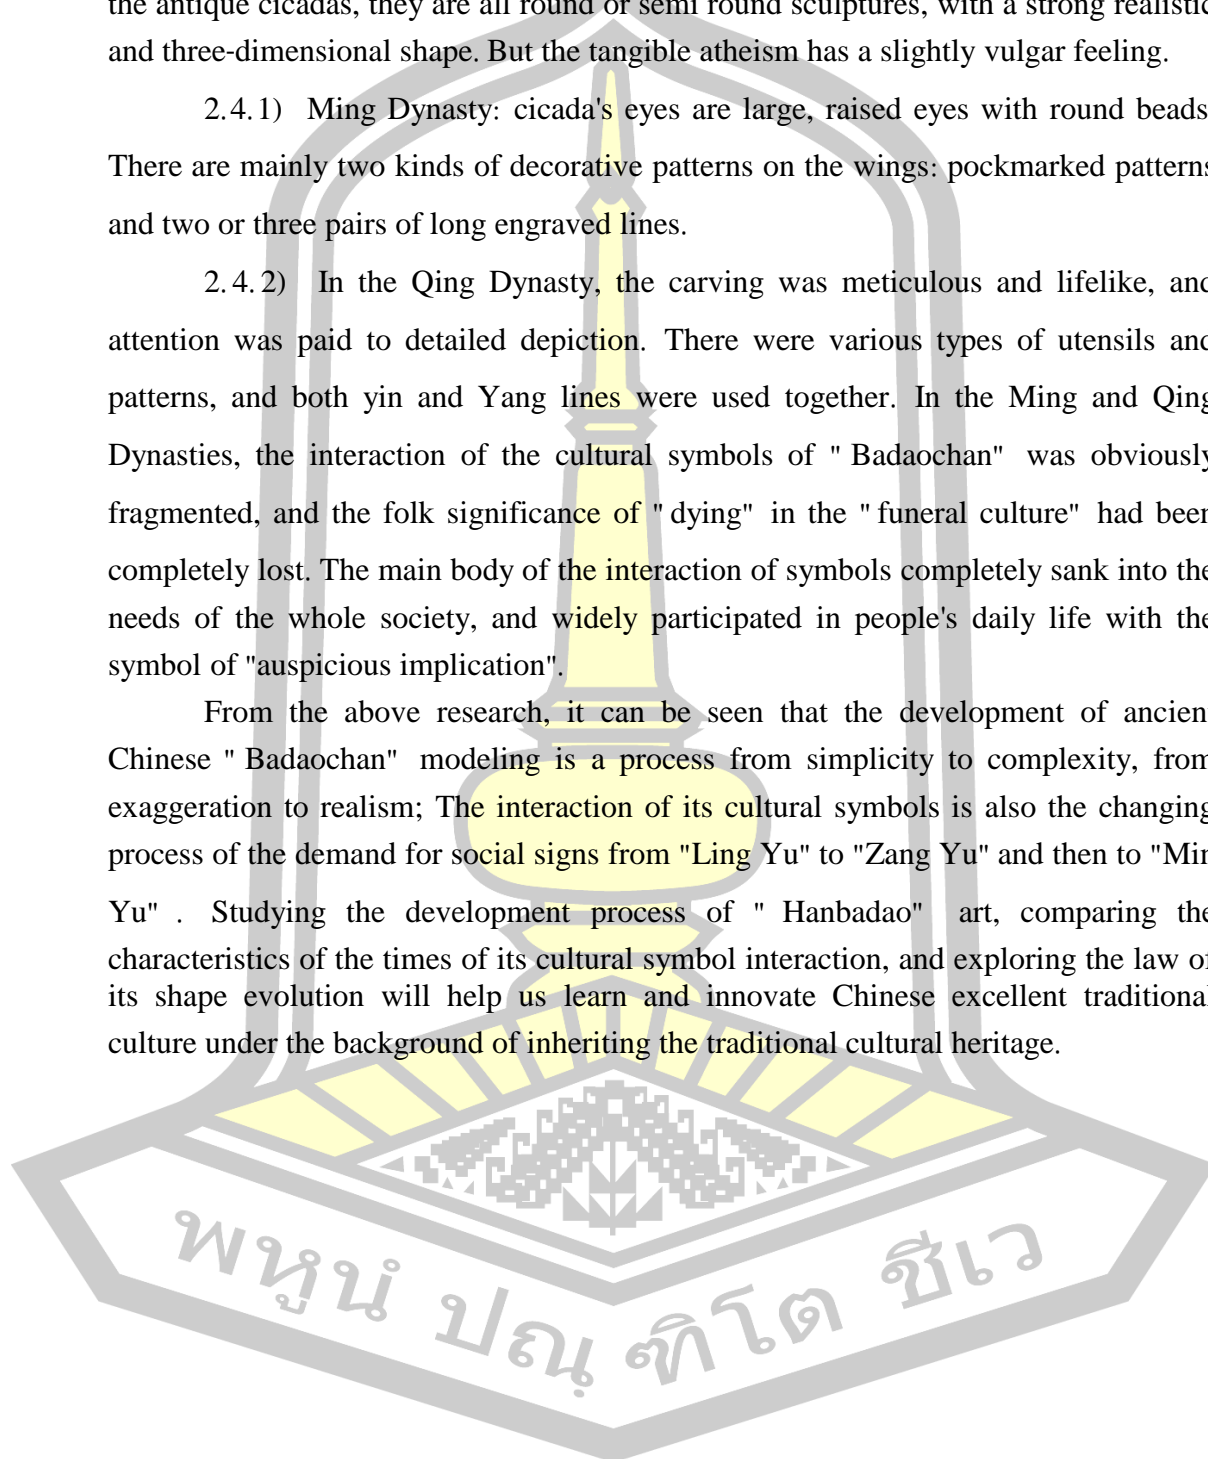 the antique cicadas, they are all round or semi round sculptures, with a strong realistic
and three-dimensional shape. But the tangible atheism has a slightly vulgar feeling.
2.4.1) Ming Dynasty: cicada's eyes are large, raised eyes with round beads
There are mainly two kinds of decorative patterns on the wings: pockmarked patterns
and two or three pairs of long engraved lines.
2.4.2) In the Qing Dynasty, the carving was meticulous and lifelike, and
attention was paid to detailed depiction. There were various types of utensils and
patterns, and both yin and Yang lines were used together. In the Ming and Qing
Dynasties, the interaction of the cultural symbols of "Badaochan" was obviously
fragmented, and the folk significance of "dying" in the "funeral culture" had been
completely lost. The main body of the interaction of symbols completely sank into the
needs of the whole society, and widely participated in people's daily life with the
symbol of "auspicious implication".
From the above research, it can be seen that the development of ancient
Chinese "Badaochan" modeling is a process from simplicity to complexity, from
exaggeration to realism; The interaction of its cultural symbols is also the changing
process of the demand for social signs from "Ling Yu" to "Zang Yu" and then to "Min
Yu" . Studying the development process of " Hanbadao" art, comparing the
characteristics of the times of its cultural symbol interaction, and exploring the law of
its shape evolution will help us learn and innovate Chinese excellent traditional
culture under the background of inheriting the traditional cultural heritage.
พหูนํ ปณฺ ฑิโต ชีเว